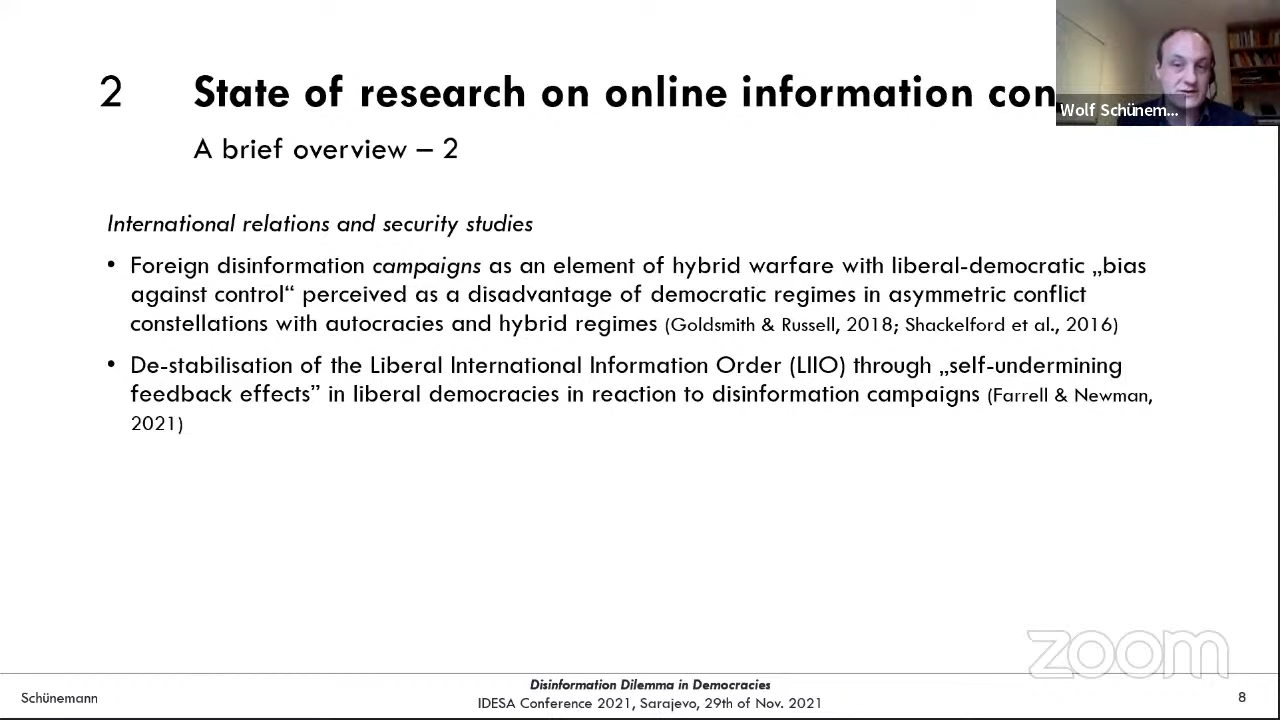 2 State of research on online information con
Wolf Schünem...
A brief overview – 2
International relations and security studies
• Foreign disinformation campaigns as an element of hybrid warfare with liberal-democratic „bias
against control“ perceived as a disadvantage of democratic regimes in asymmetric conflict
constellations with autocracies and hybrid regimes (Goldsmith & Russell, 2018; Shackelford et al., 2016)
• De-stabilisation of the Liberal International Information Order (LIIO) through „self-undermining
feedback effects” in liberal democracies in reaction to disinformation campaigns (Farrell & Newman,
2021)
zoom
Disinformation Dilemma in Democracies
Schünemann
IDESA Conference 2021, Sarajevo, 29th of Nov. 2021
8